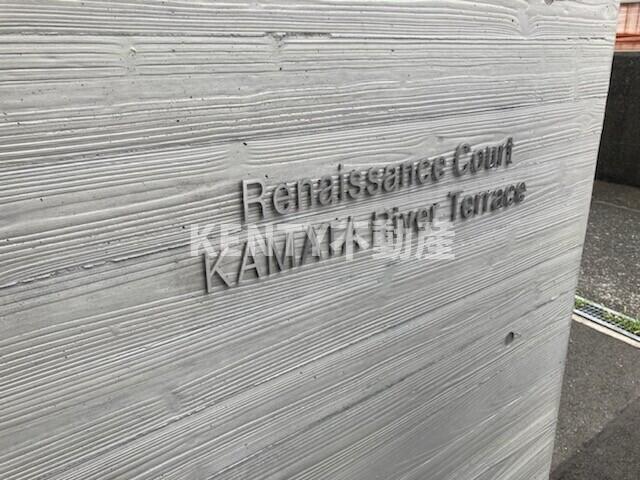 Renaissance Court
KAMATA River Terrace
KENTY不動産